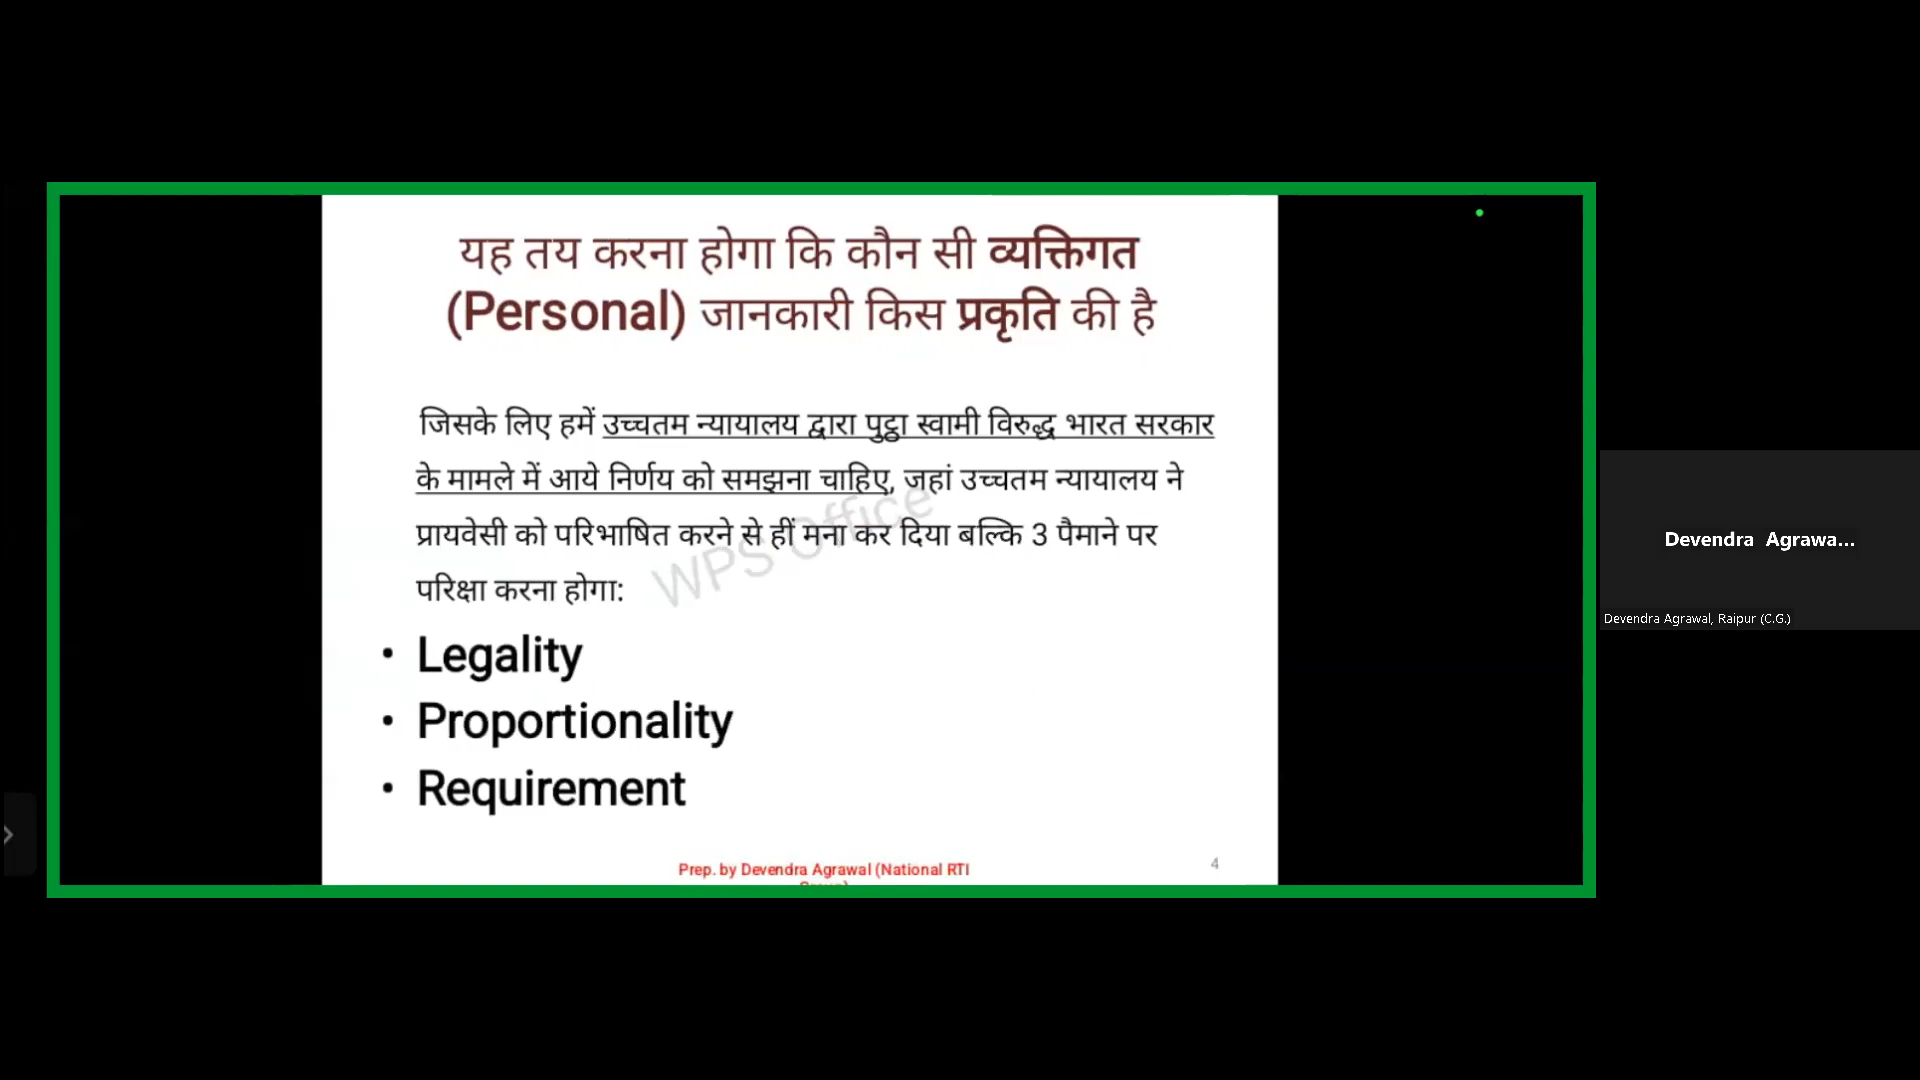 यह तय करना होगा कि कौन सी व्यक्तिगत
(Personal) जानकारी किस प्रकृति की है
जिसके लिए हमें उच्चतम न्यायालय द्वारा पुट्ठा स्वामी विरुद्ध भारत सरकार
के मामले में आये निर्णय को समझना चाहिए, जहां उच्चतम न्यायालय ने
प्रायवेसी को परिभाषित करने से हीं मना कर दिया बल्कि 3 पैमाने पर
परिक्षा करना होगा:
WPS Office
• Legality
• Proportionality
• Requirement
Prep. by Devendra Agrawal (National RTI
4
Devendra Agrawa...
Devendra Agrawal, Raipur (C.G.)